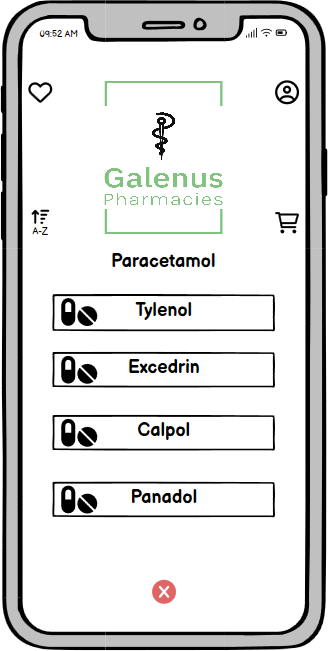 09:52 AM
Galenus
Pharmacies
A-Z
Paracetamol
Tylenol
Excedrin
Calpol
Panadol
X